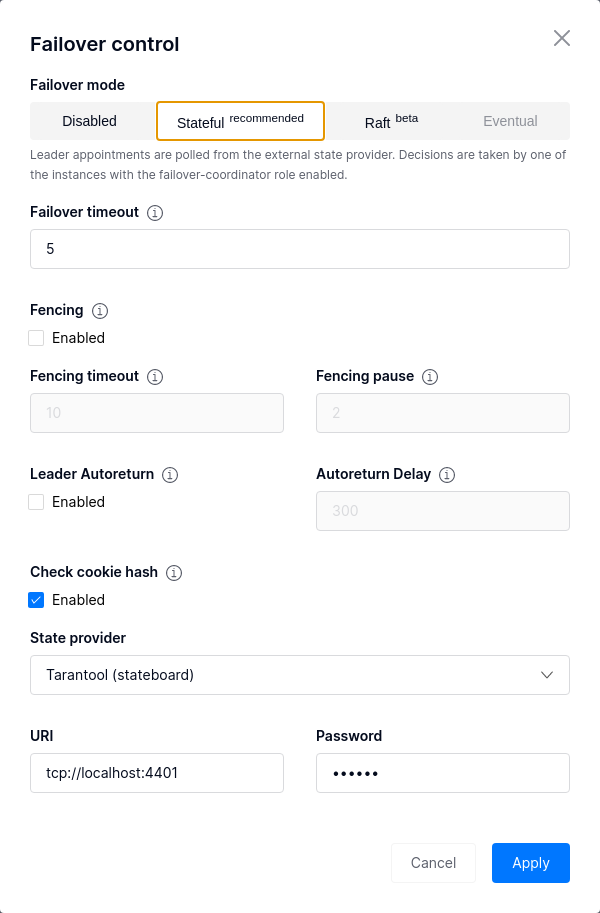 Failover control
Failover mode
Disabled Stateful recommended Raft beta Eventual
Leader appointments are polled from the external state provider. Decisions are taken by one of
the instances with the failover-coordinator role enabled.
Failover timeout
5
Fencing
Enabled
Fencing timeout Fencing pause
10 2
Leader Autoreturn Autoreturn Delay
Enabled 300
Check cookie hash
Enabled
State provider
Tarantool (stateboard)
URI Password
tcp://localhost:4401 ••••••
Cancel Apply